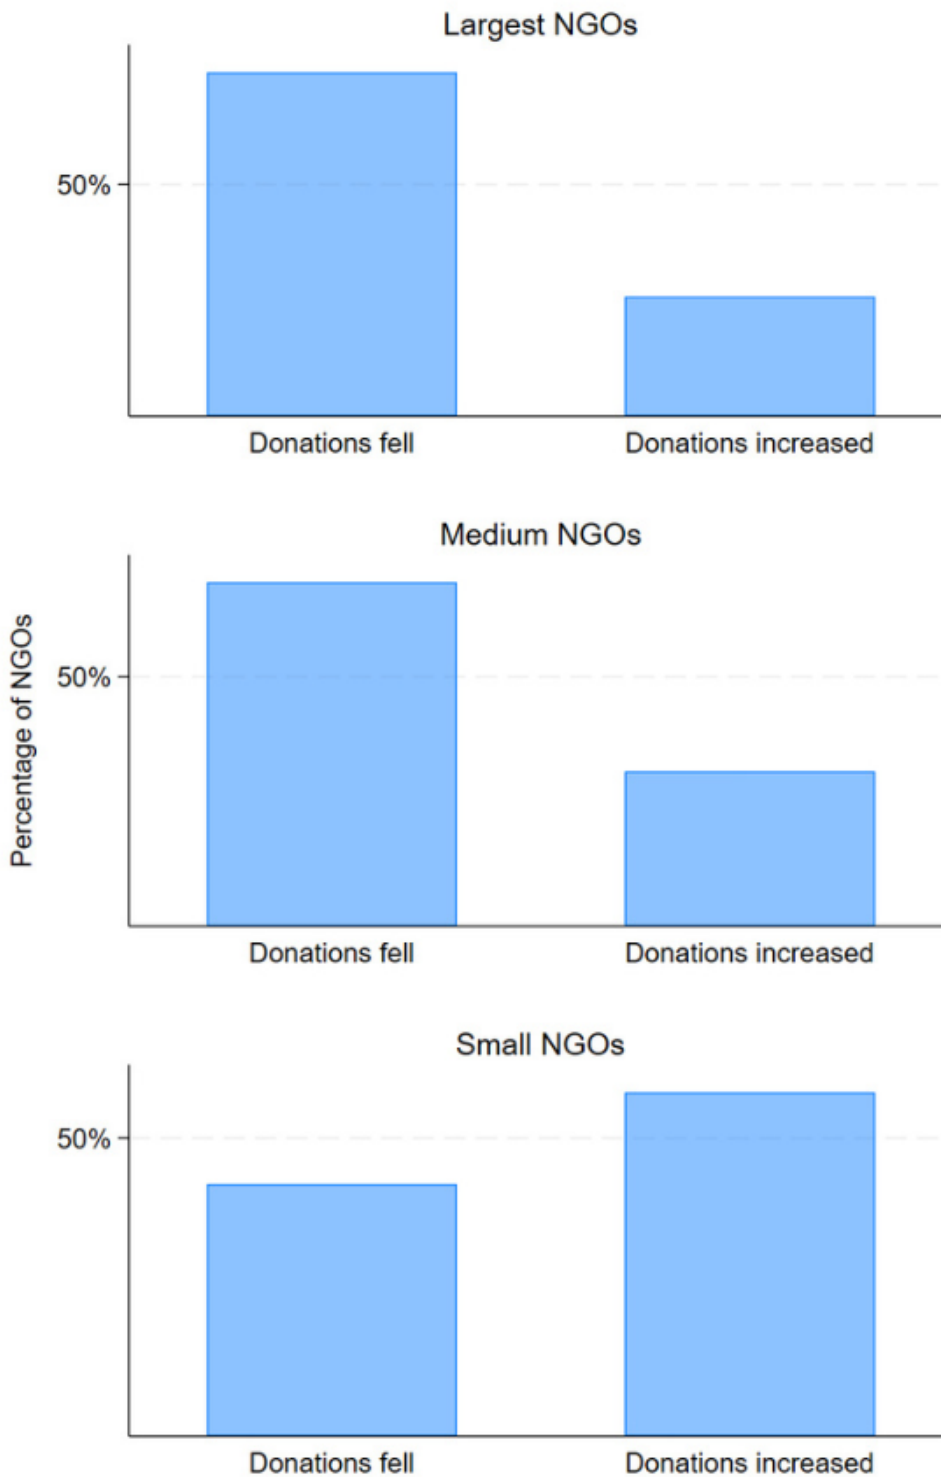 Largest NGOs
50%
Donations fell Donations increased
Medium NGOs
Percentage of NGOs
50%
Donations fell Donations increased
Small NGOs
50%
Donations fell Donations increased